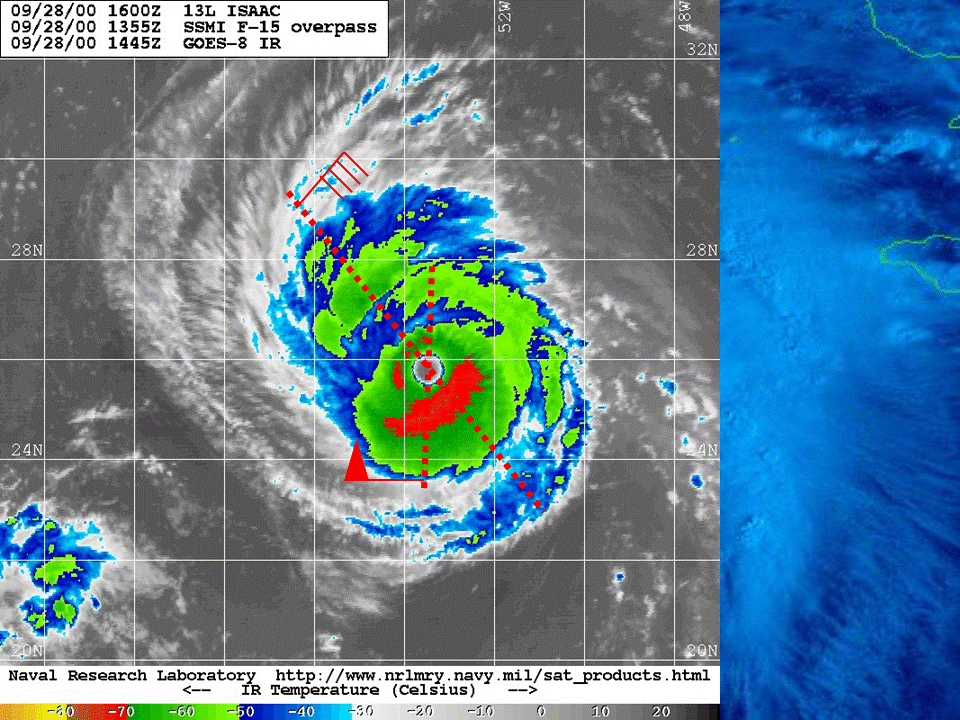 09/28/00 1600Z 13L ISAAC
09/28/00 1355Z SSMI F-15 overpass
09/28/00 1445Z GOES-8 IR
52W
48W
32N
28N
28N
24N
24N
20N
20N
Naval Research Laboratory http://www.nrlmry.navy.mil/sat_products.html
<-- IR Temperature (Celsius) -->
-80 -70 -60 -50 -40 -30 -20 -10 0 10 20